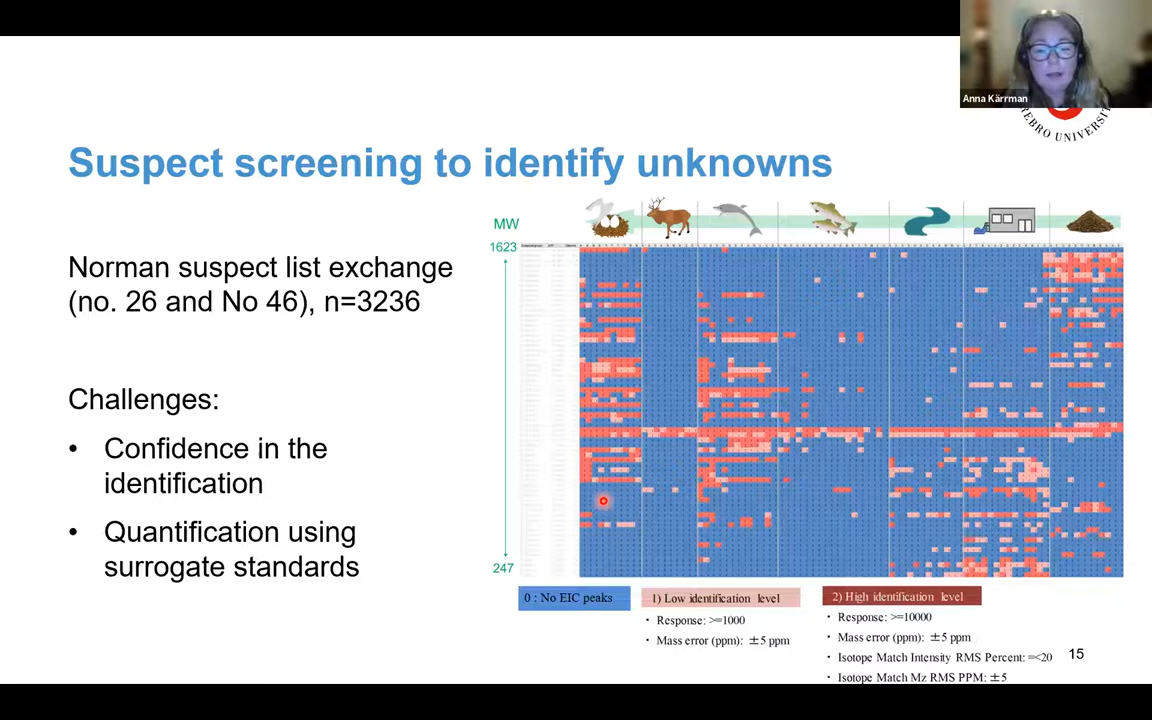 Anna Kärrman
REBRO UNIVERSITY
Suspect screening to identify unknowns
Norman suspect list exchange
(no. 26 and No 46), n=3236
Challenges:
• Confidence in the
identification
• Quantification using
surrogate standards
MW
1623
247
0 : No EIC peaks
1) Low identification level
• Response: >=1000
• Mass error (ppm): ±5 ppm
2) High identification level
• Response: >=10000
• Mass error (ppm): ±5 ppm
• Isotope Match Intensity RMS Percent: =<20
• Isotope Match Mz RMS PPM: ±5
15